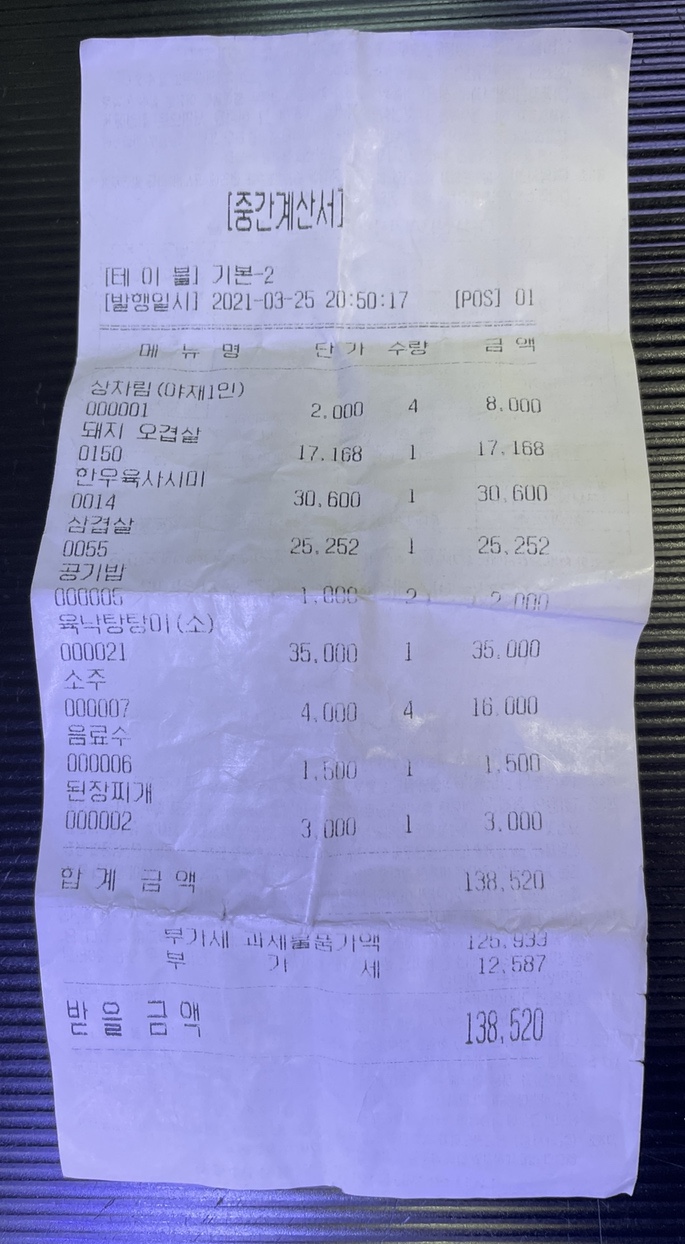 [중간계산서]
[테 이 블] 기본-2
[발행일시] 2021-03-25 20:50:17 [POS] 01
메 뉴 명 단 가 수량 금 액
상차림(야채1인)
000001 2,000 4 8,000
돼지 오겹살
0150 17,168 1 17,168
한우육사시미
0014 30,600 1 30,600
삼겹살
0055 25,252 1 25,252
공기밥
000005 1,000 2 2,000
육낙탕탕이(소)
000021 35,000 1 35,000
소주
000007 4,000 4 16,000
음료수
000006 1,500 1 1,500
된장찌개
000002 3,000 1 3,000
합 계 금 액 138,520
부가세 과세물품가액 125,933
부 가 세 12,587
받 을 금 액 138,520